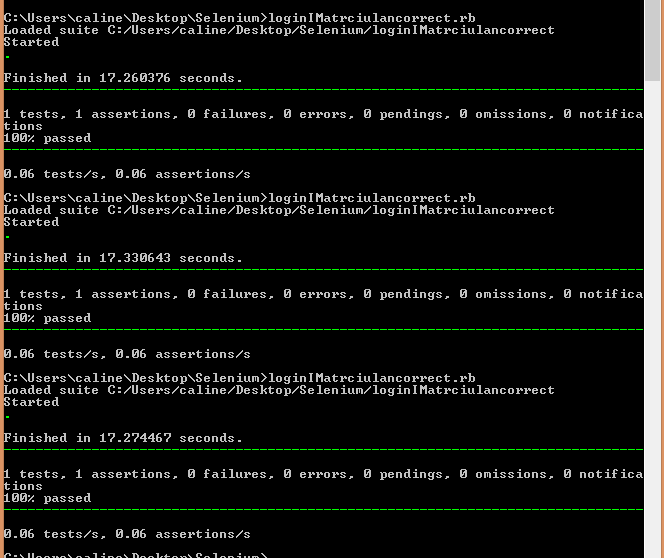 C:\Users\caline\Desktop\Selenium>loginIMatrciulancorrect.rb
Loaded suite C:/Users/caline/Desktop/Selenium/loginIMatrciulancorrect
Started
.
Finished in 17.260376 seconds.
--------------------------------------------------------------------------------
1 tests, 1 assertions, 0 failures, 0 errors, 0 pendings, 0 omissions, 0 notifica
tions
100% passed
--------------------------------------------------------------------------------
0.06 tests/s, 0.06 assertions/s
C:\Users\caline\Desktop\Selenium>loginIMatrciulancorrect.rb
Loaded suite C:/Users/caline/Desktop/Selenium/loginIMatrciulancorrect
Started
.
Finished in 17.330643 seconds.
--------------------------------------------------------------------------------
1 tests, 1 assertions, 0 failures, 0 errors, 0 pendings, 0 omissions, 0 notifica
tions
100% passed
--------------------------------------------------------------------------------
0.06 tests/s, 0.06 assertions/s
C:\Users\caline\Desktop\Selenium>loginIMatrciulancorrect.rb
Loaded suite C:/Users/caline/Desktop/Selenium/loginIMatrciulancorrect
Started
.
Finished in 17.274467 seconds.
--------------------------------------------------------------------------------
1 tests, 1 assertions, 0 failures, 0 errors, 0 pendings, 0 omissions, 0 notifica
tions
100% passed
--------------------------------------------------------------------------------
0.06 tests/s, 0.06 assertions/s
C:\Users\caline\Desktop\Selenium>